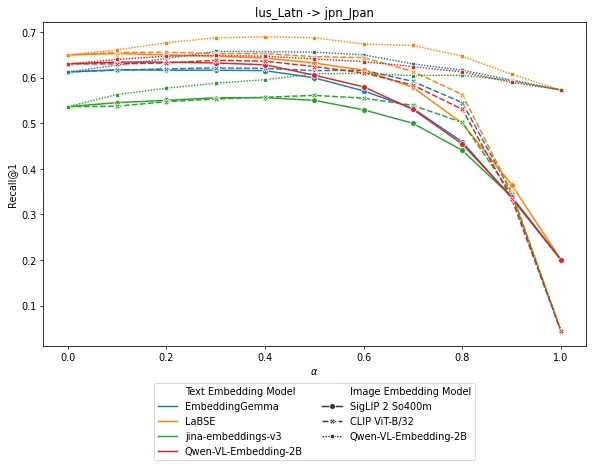 lus_Latn -> jpn_Jpan
0.7
0.6
0.5
0.4
0.3
0.2
0.1
Recall@1
0.0 0.2 0.4 0.6 0.8 1.0
α
Text Embedding Model Image Embedding Model
EmbeddingGemma SigLIP 2 So400m
LaBSE CLIP ViT-B/32
jina-embeddings-v3 Qwen-VL-Embedding-2B
Qwen-VL-Embedding-2B